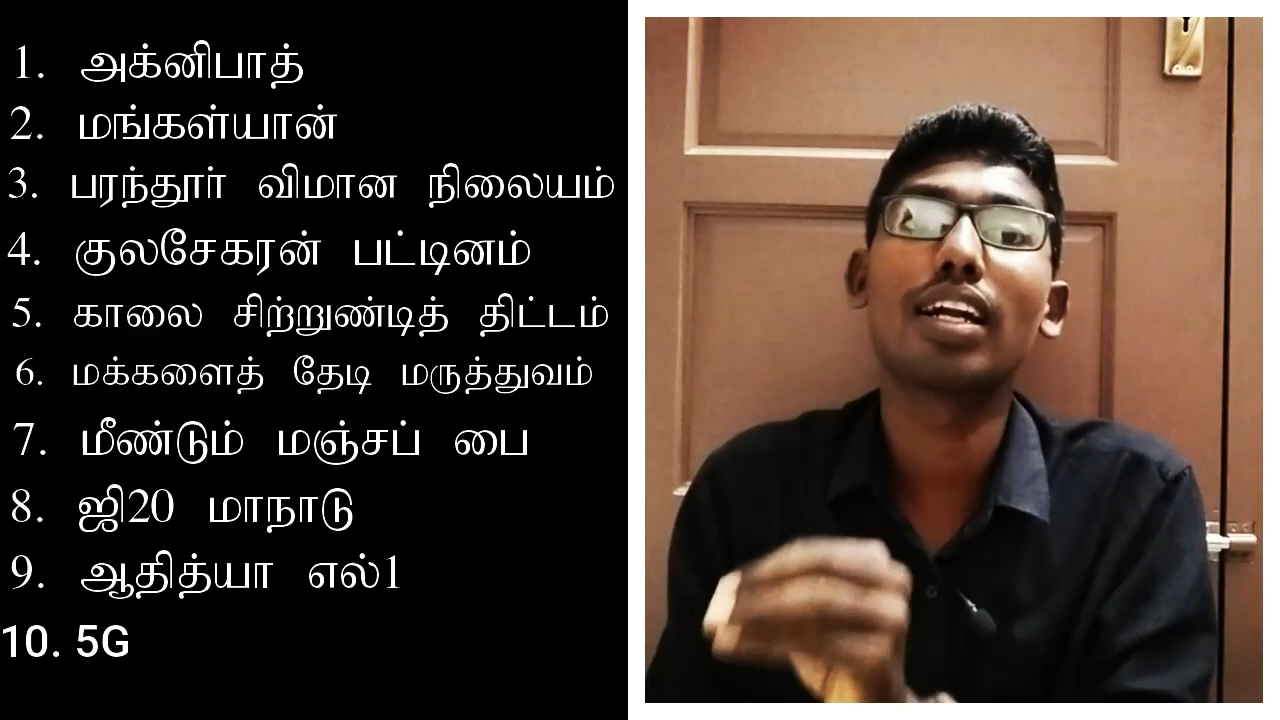 1. அக்னிபாத்
2. மங்கள்யான்
3. பரந்தூர் விமான நிலையம்
4. குலசேகரன் பட்டினம்
5. காலை சிற்றுண்டித் திட்டம்
6. மக்களைத் தேடி மருத்துவம்
7. மீண்டும் மஞ்சப் பை
8. ஜி20 மாநாடு
9. ஆதித்யா எல்1
10. 5G